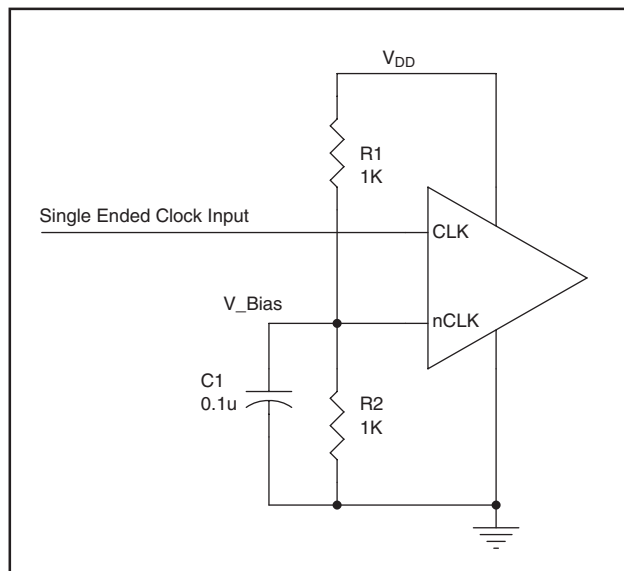 V_DD
R1
1K
Single Ended Clock Input
CLK
V_Bias
nCLK
C1
0.1u
R2
1K